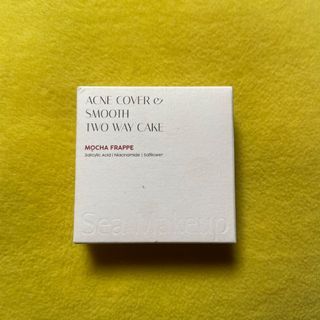 ACNE COVER &
SMOOTH
TWO WAY CAKE
MOCHA FRAPPE
Salicylic Acid | Niacinamide | Safflower
Sea Makeup